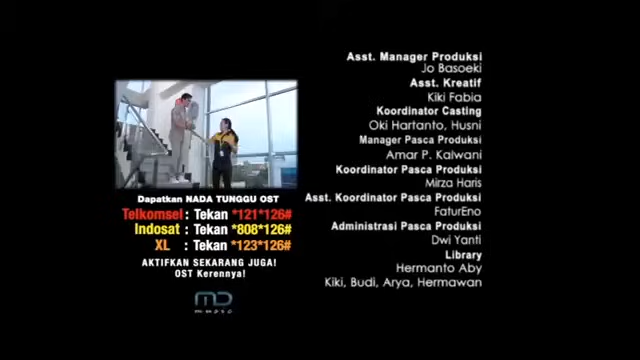 Asst. Manager Produksi
Jo Basoeki
Asst. Kreatif
Kiki Fabia
Koordinator Casting
Oki Hartanto, Husni
Manager Pasca Produksi
Amar P. Kalwani
Koordinator Pasca Produksi
Mirza Haris
Asst. Koordinator Pasca Produksi
FaturEno
Administrasi Pasca Produksi
Dwi Yanti
Library
Hermanto Aby
Kiki, Budi, Arya, Hermawan
Dapatkan NADA TUNGGU OST
Telkomsel : Tekan *121*126#
Indosat : Tekan *808*126#
XL : Tekan *123*126#
AKTIFKAN SEKARANG JUGA!
OST Kerennya!
MD